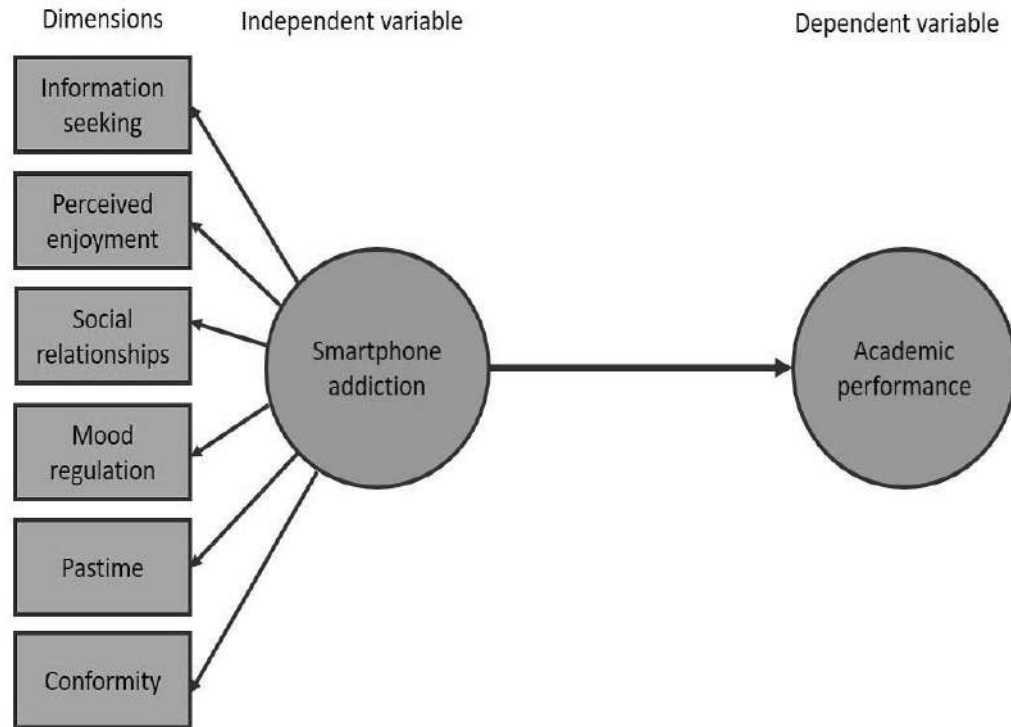 Dimensions
Independent variable
Dependent variable
Information
seeking
Perceived
enjoyment
Social
relationships
Mood
regulation
Pastime
Conformity
Smartphone
addiction
Academic
performance